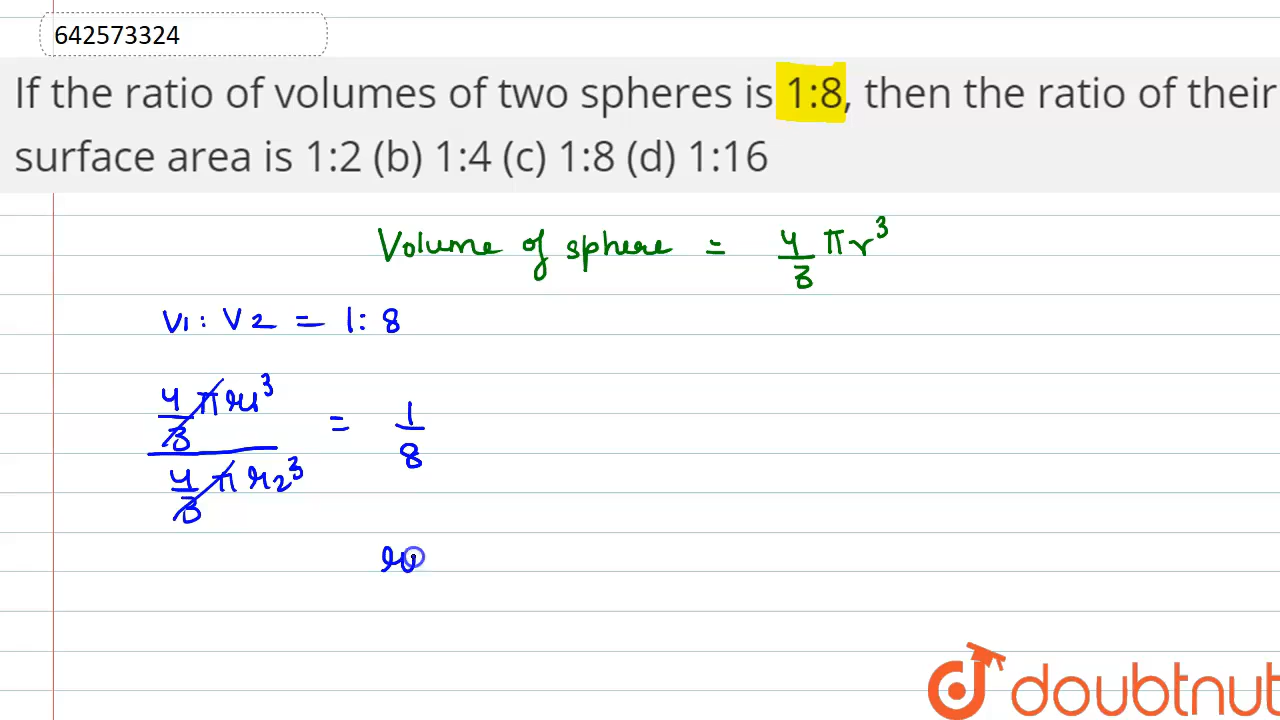 642573324
If the ratio of volumes of two spheres is 1:8, then the ratio of their
surface area is 1:2 (b) 1:4 (c) 1:8 (d) 1:16
Volume of sphere = 4/3 πr³
V1 : V2 = 1 : 8
4/3 πr1³ / 4/3 πr2³ = 1/8
r1
doubtnut